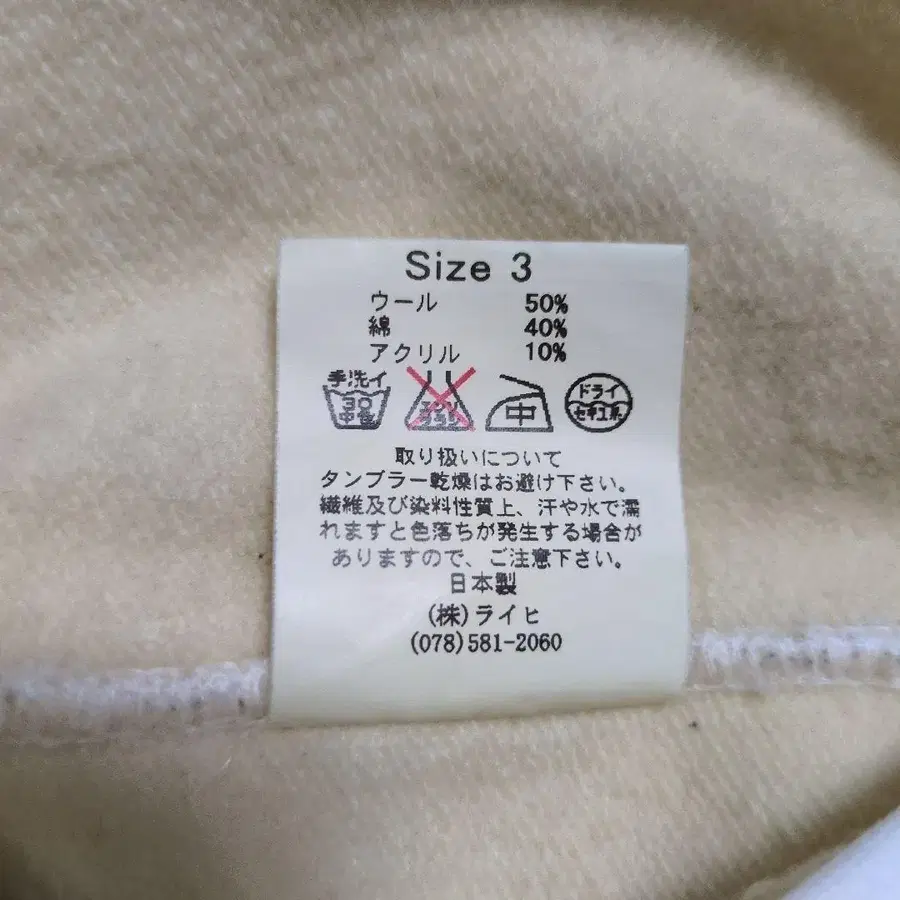 Size 3
ウール 50%
綿 40%
アクリル 10%
手洗イ
30
中性
中
ドライ
セキユ系
取り扱いについて
タンブラー乾燥はお避け下さい。
繊維及び染料性質上、汗や水で濡
れますと色落ちが発生する場合が
ありますので、ご注意下さい。
日本製
(株)ライヒ
(078)581-2060